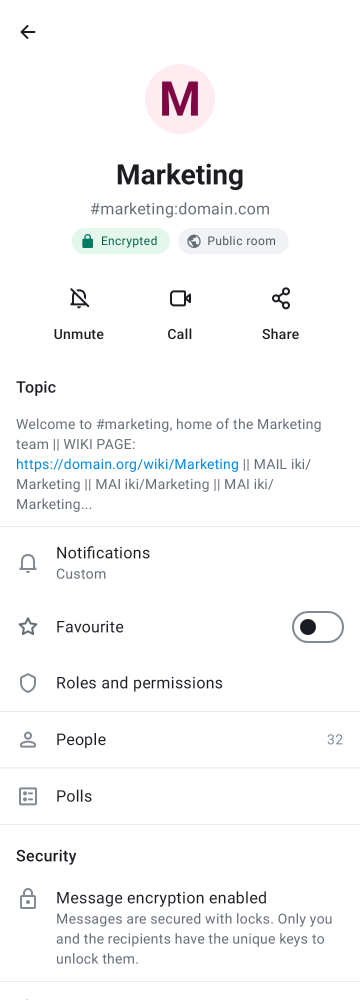 M
Marketing
#marketing:domain.com
Encrypted
Public room
Unmute
Call
Share
Topic
Welcome to #marketing, home of the Marketing
team || WIKI PAGE:
https://domain.org/wiki/Marketing || MAIL iki/
Marketing || MAI iki/Marketing || MAI iki/
Marketing...
Notifications
Custom
Favourite
Roles and permissions
People 32
Polls
Security
Message encryption enabled
Messages are secured with locks. Only you
and the recipients have the unique keys to
unlock them.